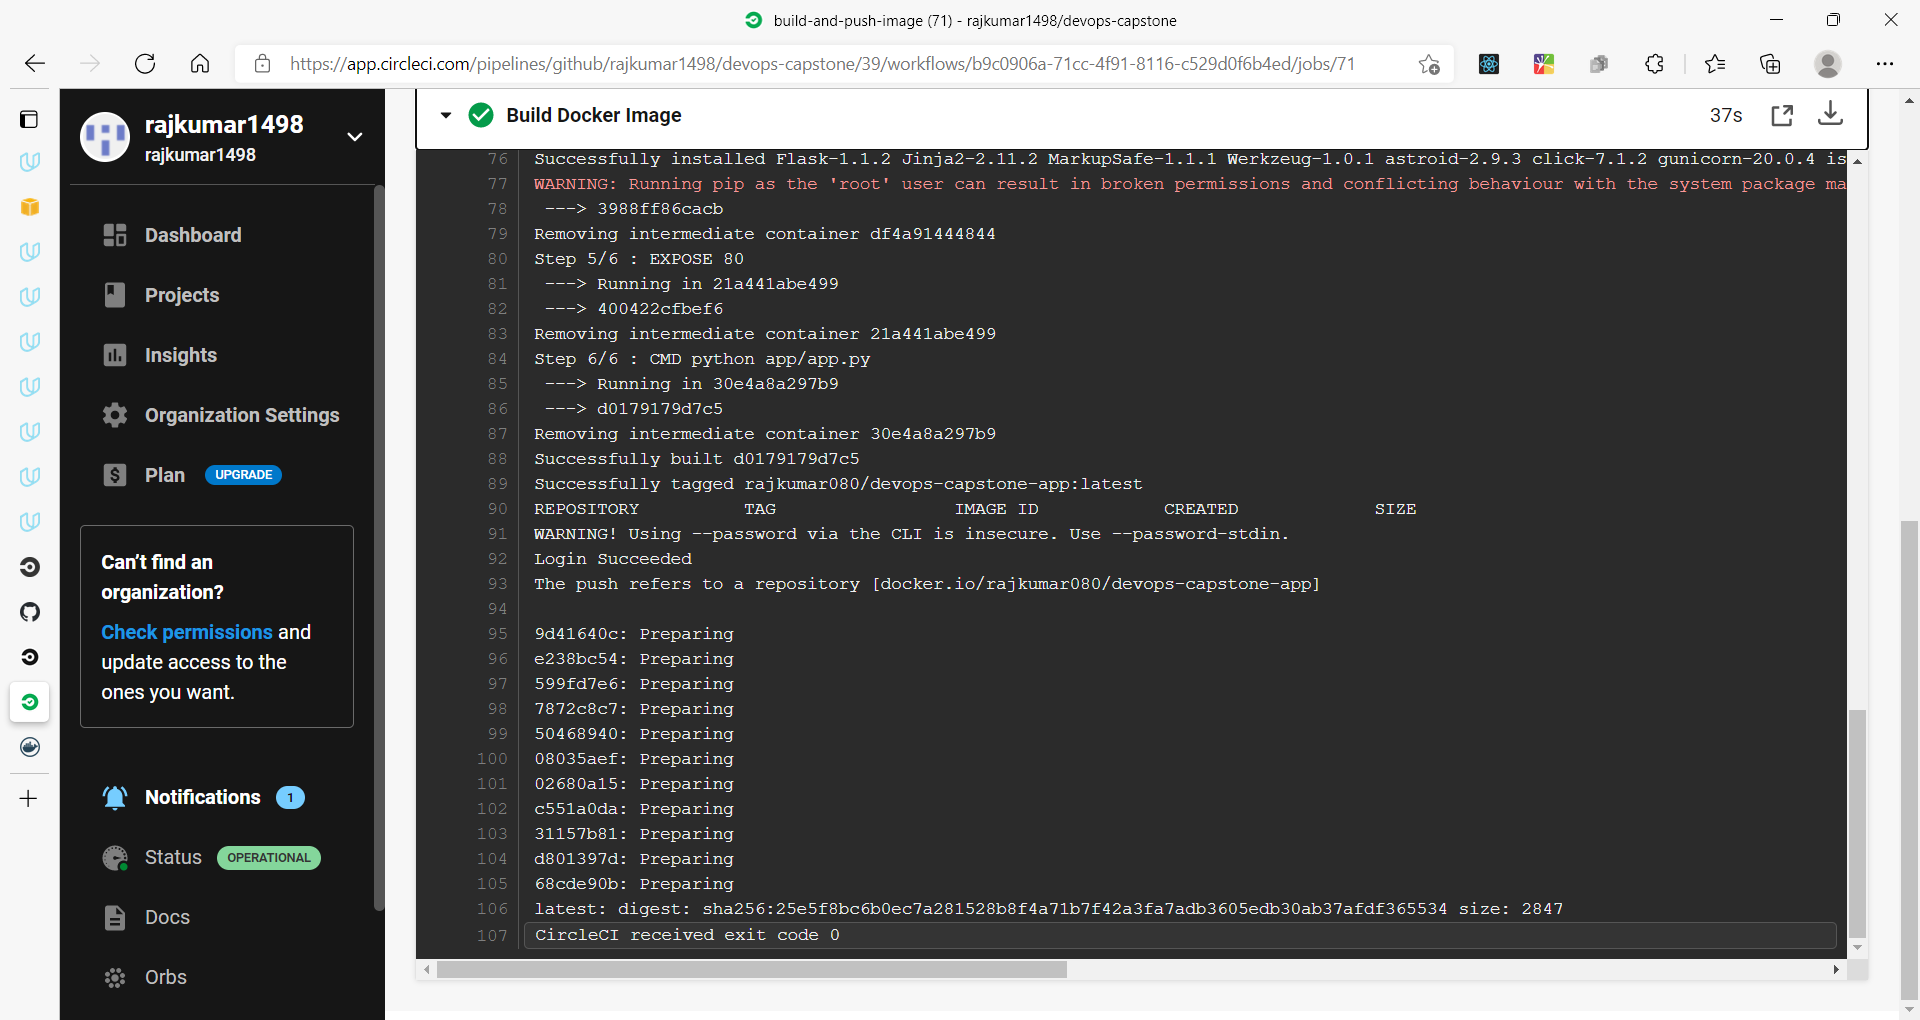 build-and-push-image (71) - rajkumar1498/devops-capstone
https://app.circleci.com/pipelines/github/rajkumar1498/devops-capstone/39/workflows/b9c0906a-71cc-4f91-8116-c529d0f6b4ed/jobs/71
rajkumar1498
rajkumar1498
Dashboard
Projects
Insights
Organization Settings
Plan UPGRADE
Can't find an
organization?
Check permissions and
update access to the
ones you want.
Notifications 1
Status OPERATIONAL
Docs
Orbs
Build Docker Image 37s
76 Successfully installed Flask-1.1.2 Jinja2-2.11.2 MarkupSafe-1.1.1 Werkzeug-1.0.1 astroid-2.9.3 click-7.1.2 gunicorn-20.0.4 is
77 WARNING: Running pip as the 'root' user can result in broken permissions and conflicting behaviour with the system package ma
78 ---> 3988ff86cacb
79 Removing intermediate container df4a91444844
80 Step 5/6 : EXPOSE 80
81 ---> Running in 21a441abe499
82 ---> 400422cfbef6
83 Removing intermediate container 21a441abe499
84 Step 6/6 : CMD python app/app.py
85 ---> Running in 30e4a8a297b9
86 ---> d0179179d7c5
87 Removing intermediate container 30e4a8a297b9
88 Successfully built d0179179d7c5
89 Successfully tagged rajkumar080/devops-capstone-app:latest
90 REPOSITORY TAG IMAGE ID CREATED SIZE
91 WARNING! Using --password via the CLI is insecure. Use --password-stdin.
92 Login Succeeded
93 The push refers to a repository [docker.io/rajkumar080/devops-capstone-app]
94
95 9d41640c: Preparing
96 e238bc54: Preparing
97 599fd7e6: Preparing
98 7872c8c7: Preparing
99 50468940: Preparing
100 08035aef: Preparing
101 02680a15: Preparing
102 c551a0da: Preparing
103 31157b81: Preparing
104 d801397d: Preparing
105 68cde90b: Preparing
106 latest: digest: sha256:25e5f8bc6b0ec7a281528b8f4a71b7f42a3fa7adb3605edb30ab37afdf365534 size: 2847
107 CircleCI received exit code 0